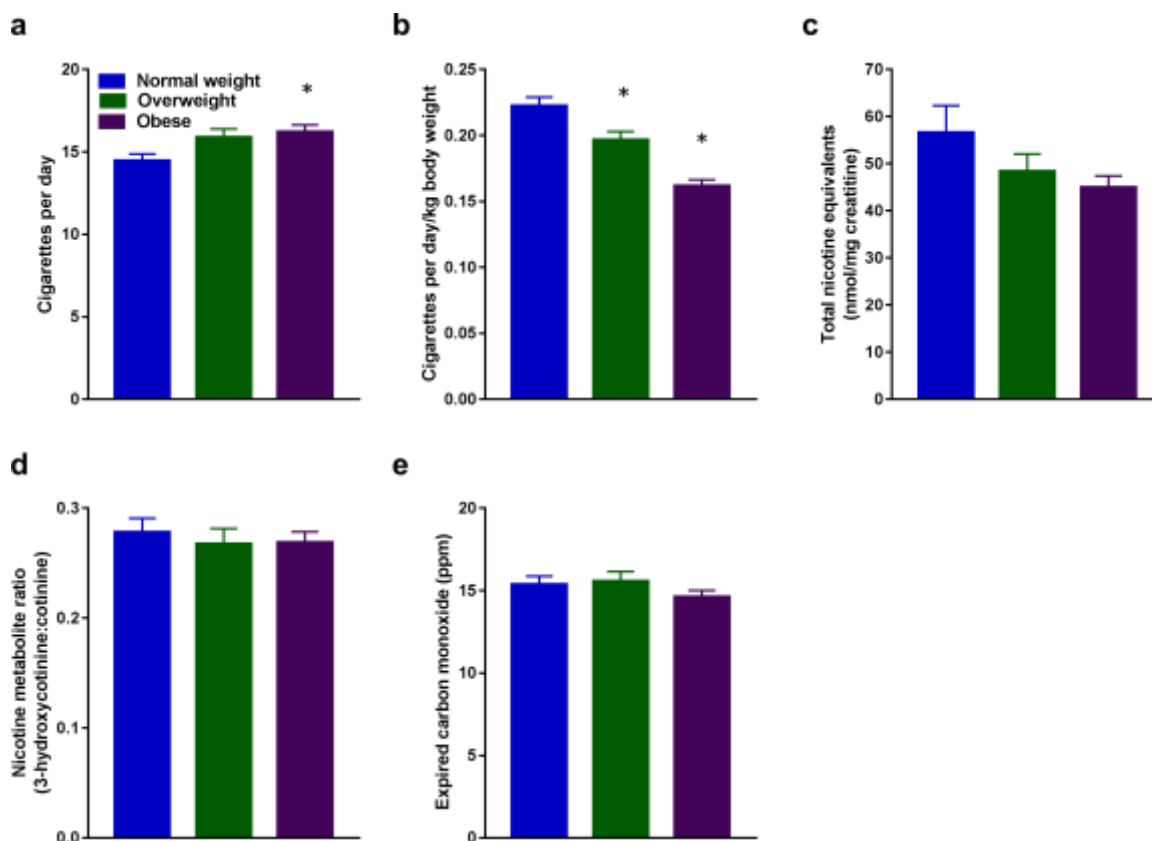 a
Cigarettes per day
20
15
10
5
0
Normal weight
Overweight
Obese
*
b
Cigarettes per day/kg body weight
0.25
0.20
0.15
0.10
0.05
0.00
*
*
c
Total nicotine equivalents
(nmol/mg creatitine)
70
60
50
40
30
20
10
0
d
Nicotine metabolite ratio
(3-hydroxycotinine:cotinine)
0.3
0.2
0.1
0.0
e
Expired carbon monoxide (ppm)
20
15
10
5
0